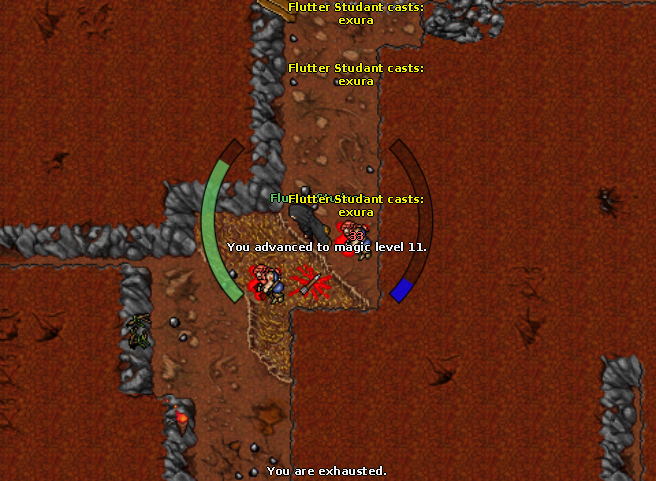 Flutter Studant casts:
exura
Flutter Studant casts:
exura
Flutter Studant casts:
exura
33
You advanced to magic level 11.
You are exhausted.